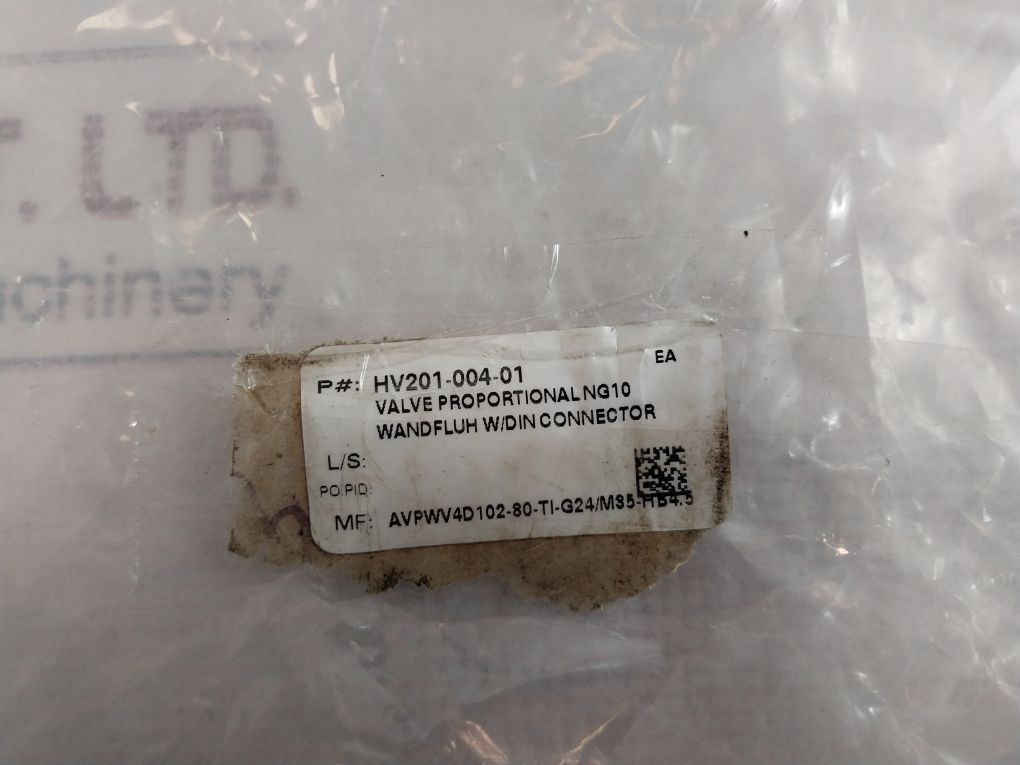 T. LTD.
achinery
EA
P#: HV201-004-01
VALVE PROPORTIONAL NG10
WANDFLUH W/DIN CONNECTOR
L/S:
PO PID:
MF: AVPWV4D102-80-TI-G24/M35-HB4.5